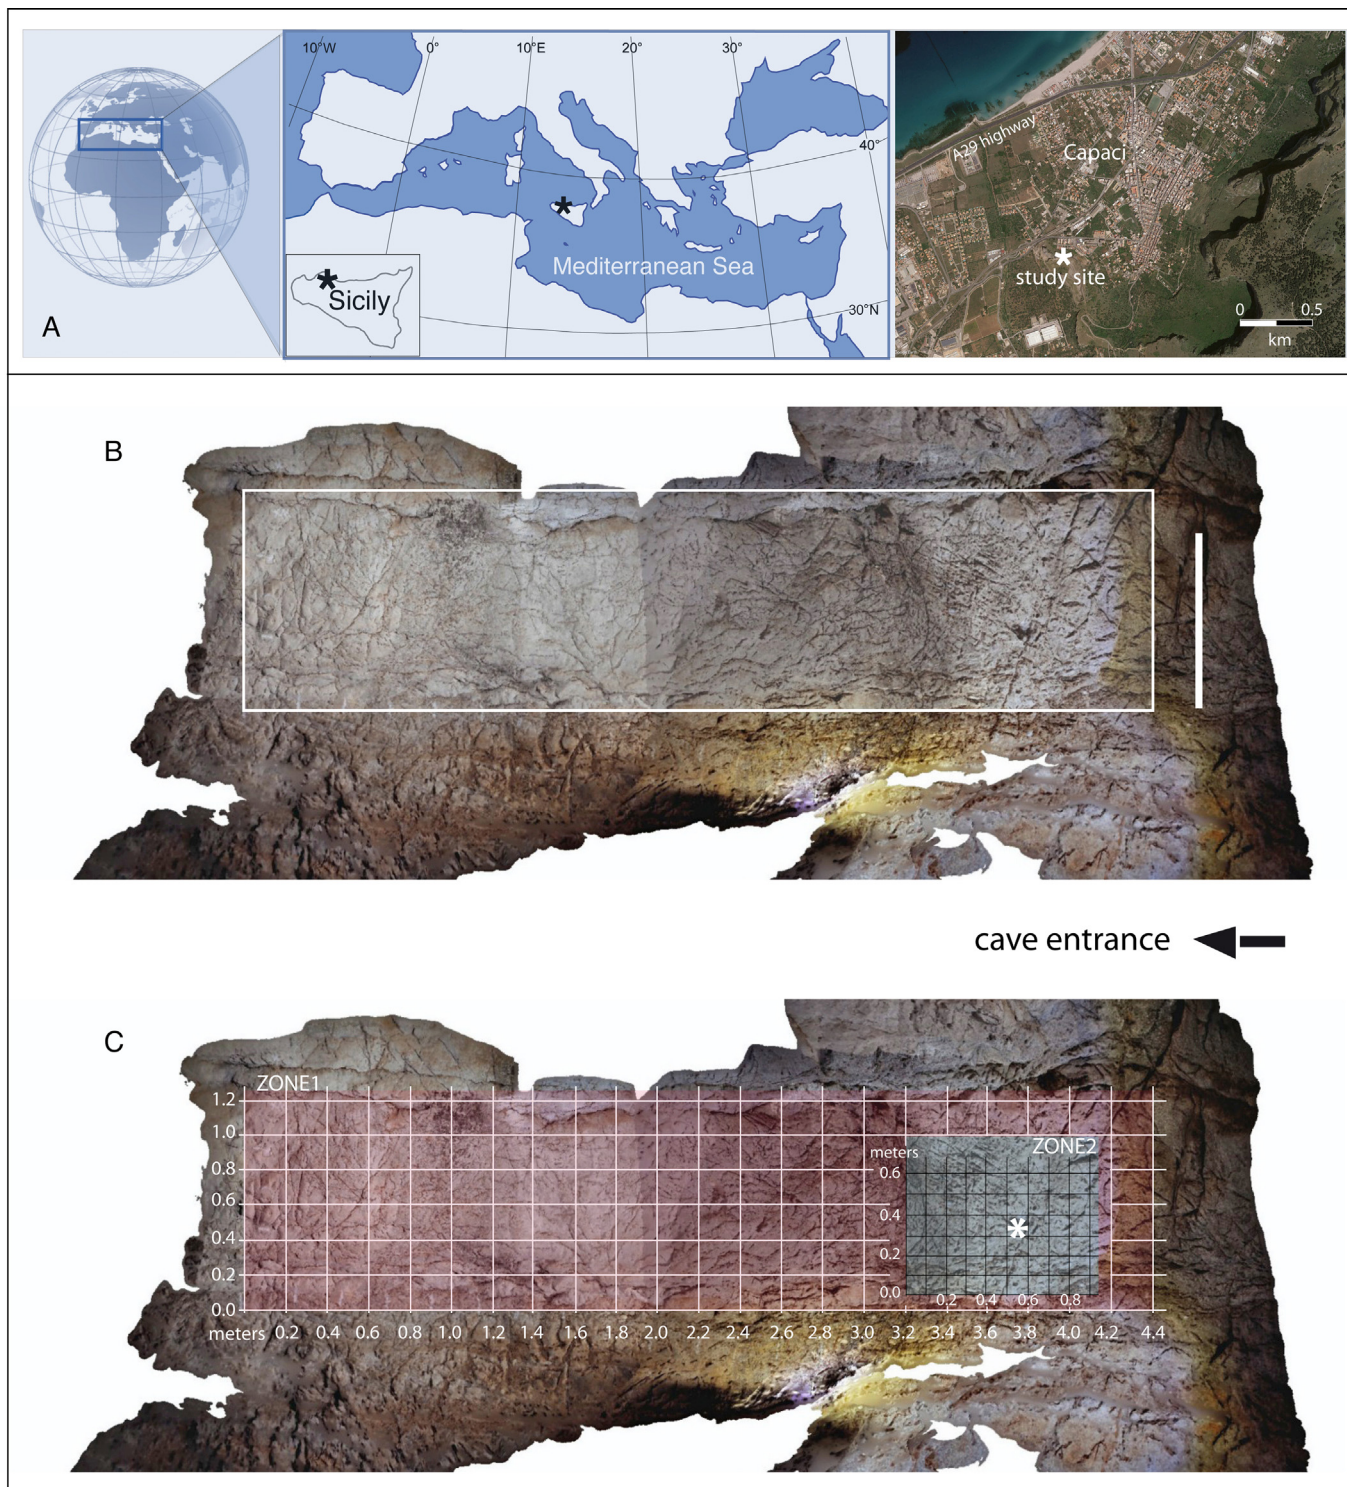 10°W 0° 10°E 20° 30°
40°
30°N
Mediterranean Sea
Sicily
A
A29 highway
Capaci
study site
0 0.5
km
B
cave entrance
C
ZONE1
1.2
1.0
0.8
0.6
0.4
0.2
0.0
meters 0.2 0.4 0.6 0.8 1.0 1.2 1.4 1.6 1.8 2.0 2.2 2.4 2.6 2.8 3.0 3.2 3.4 3.6 3.8 4.0 4.2 4.4
ZONE2
meters
0.6
0.4
0.2
0.0
0.2 0.4 0.6 0.8